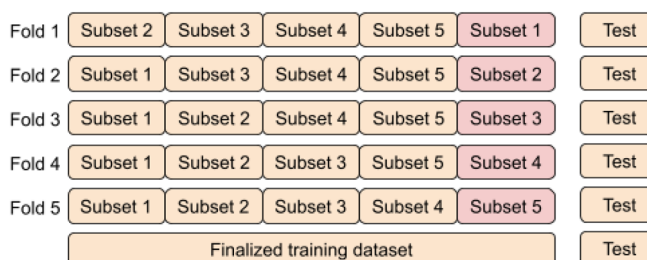 Fold 1 Subset 2 Subset 3 Subset 4 Subset 5 Subset 1 Test
Fold 2 Subset 1 Subset 3 Subset 4 Subset 5 Subset 2 Test
Fold 3 Subset 1 Subset 2 Subset 4 Subset 5 Subset 3 Test
Fold 4 Subset 1 Subset 2 Subset 3 Subset 5 Subset 4 Test
Fold 5 Subset 1 Subset 2 Subset 3 Subset 4 Subset 5 Test
Finalized training dataset Test